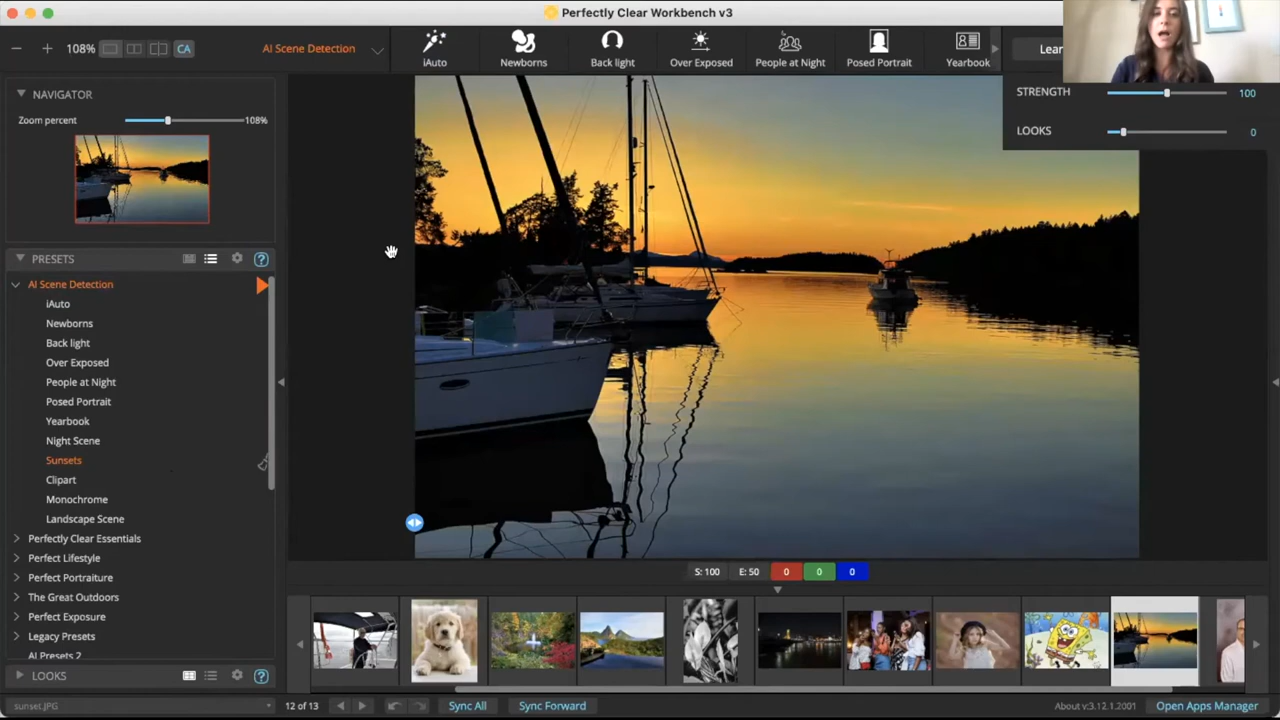 Perfectly Clear Workbench v3
108%
CA
AI Scene Detection
iAuto
Newborns
Back light
Over Exposed
People at Night
Posed Portrait
Yearbook
STRENGTH
100
LOOKS
0
NAVIGATOR
Zoom percent
108%
PRESETS
?
AI Scene Detection
iAuto
Newborns
Back light
Over Exposed
People at Night
Posed Portrait
Yearbook
Night Scene
Sunsets
Clipart
Monochrome
Landscape Scene
Perfectly Clear Essentials
Perfect Lifestyle
Perfect Portraiture
The Great Outdoors
Perfect Exposure
Legacy Presets
AI Presets 2
LOOKS
?
S: 100
E: 50
0
0
0
sunset.JPG
12 of 13
Sync All
Sync Forward
About v:3.12.1.2001
Open Apps Manager